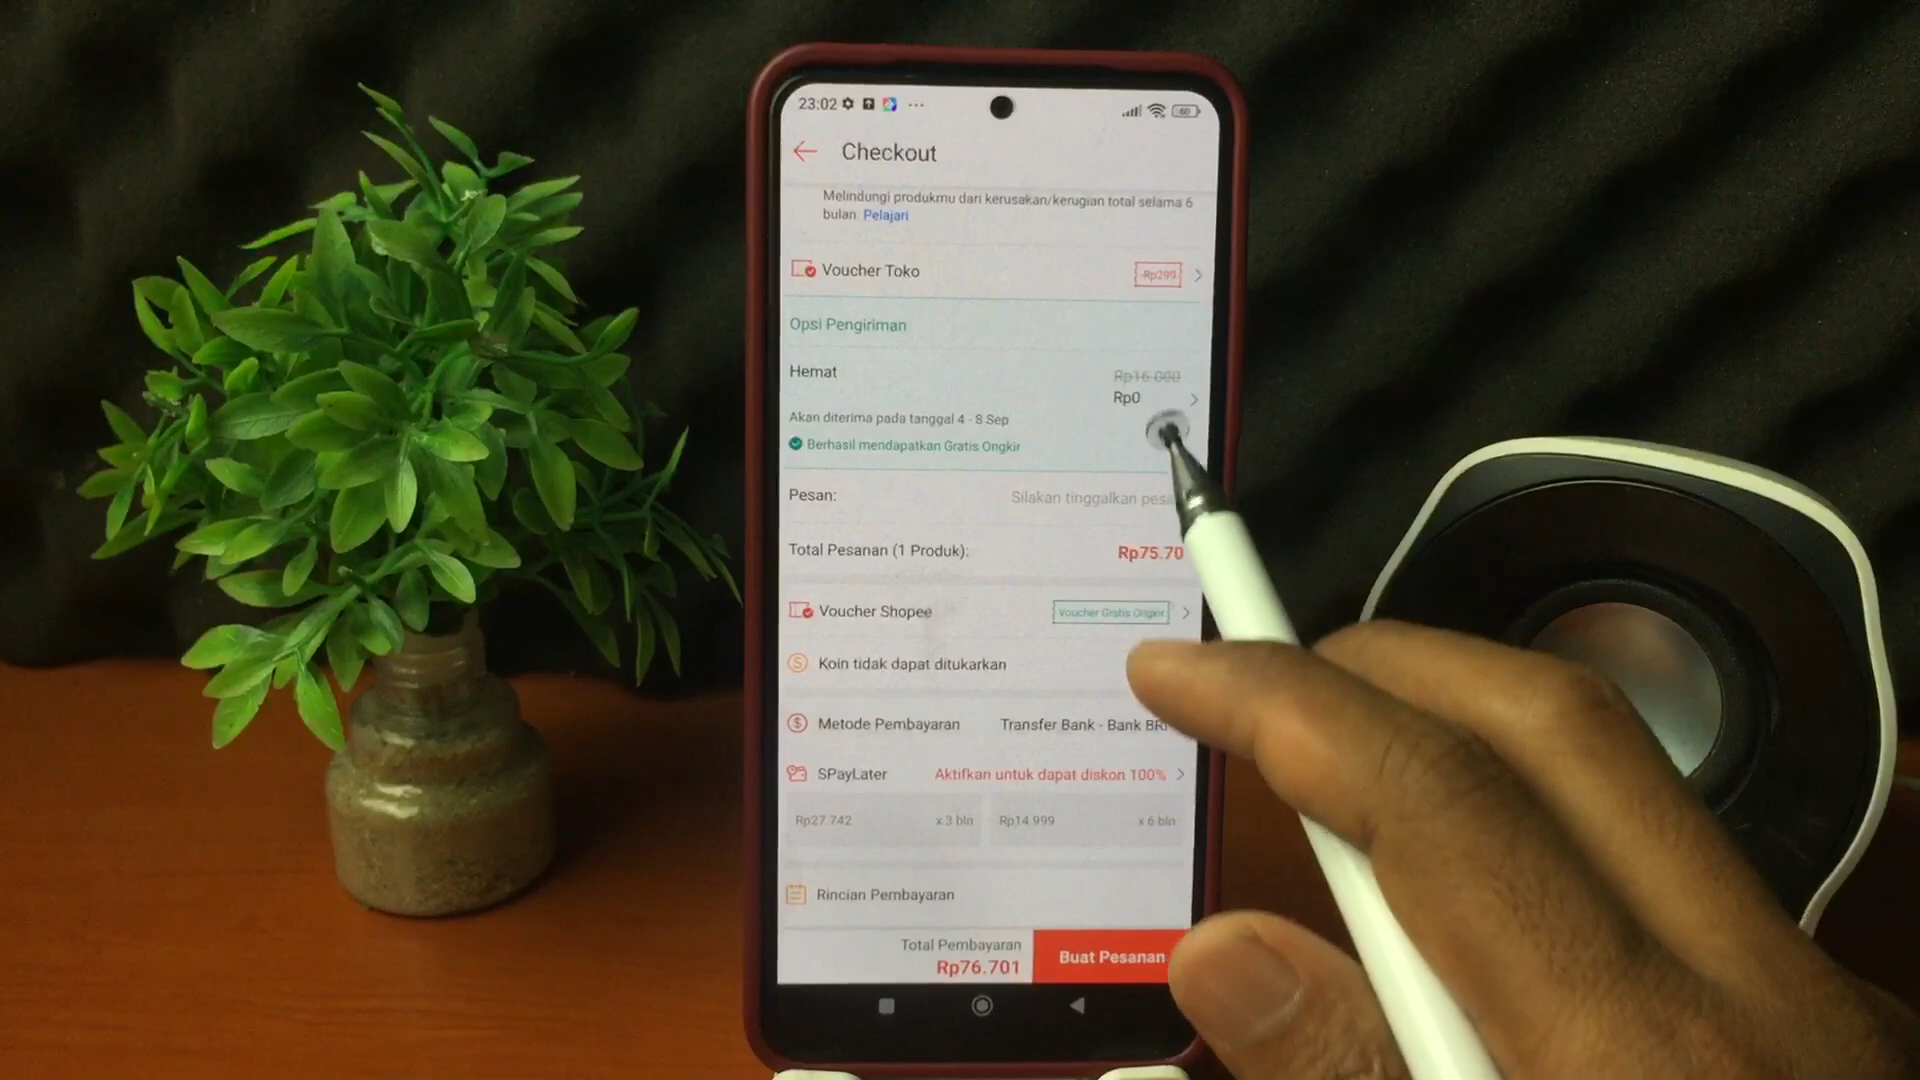 23:02
60
Checkout
Melindungi produkmu dari kerusakan/kerugian total selama 6
bulan. Pelajari
Voucher Toko -Rp299
Opsi Pengiriman
Hemat Rp16.000
Rp0
Akan diterima pada tanggal 4 - 8 Sep
Berhasil mendapatkan Gratis Ongkir
Pesan: Silakan tinggalkan pes
Total Pesanan (1 Produk): Rp75.70
Voucher Shopee Voucher Gratis Ongkir
Koin tidak dapat ditukarkan
Metode Pembayaran Transfer Bank - Bank BRI
SPayLater Aktifkan untuk dapat diskon 100%
Rp27.742 x 3 bln Rp14.999 x 6 bln
Rincian Pembayaran
Total Pembayaran
Rp76.701
Buat Pesanan